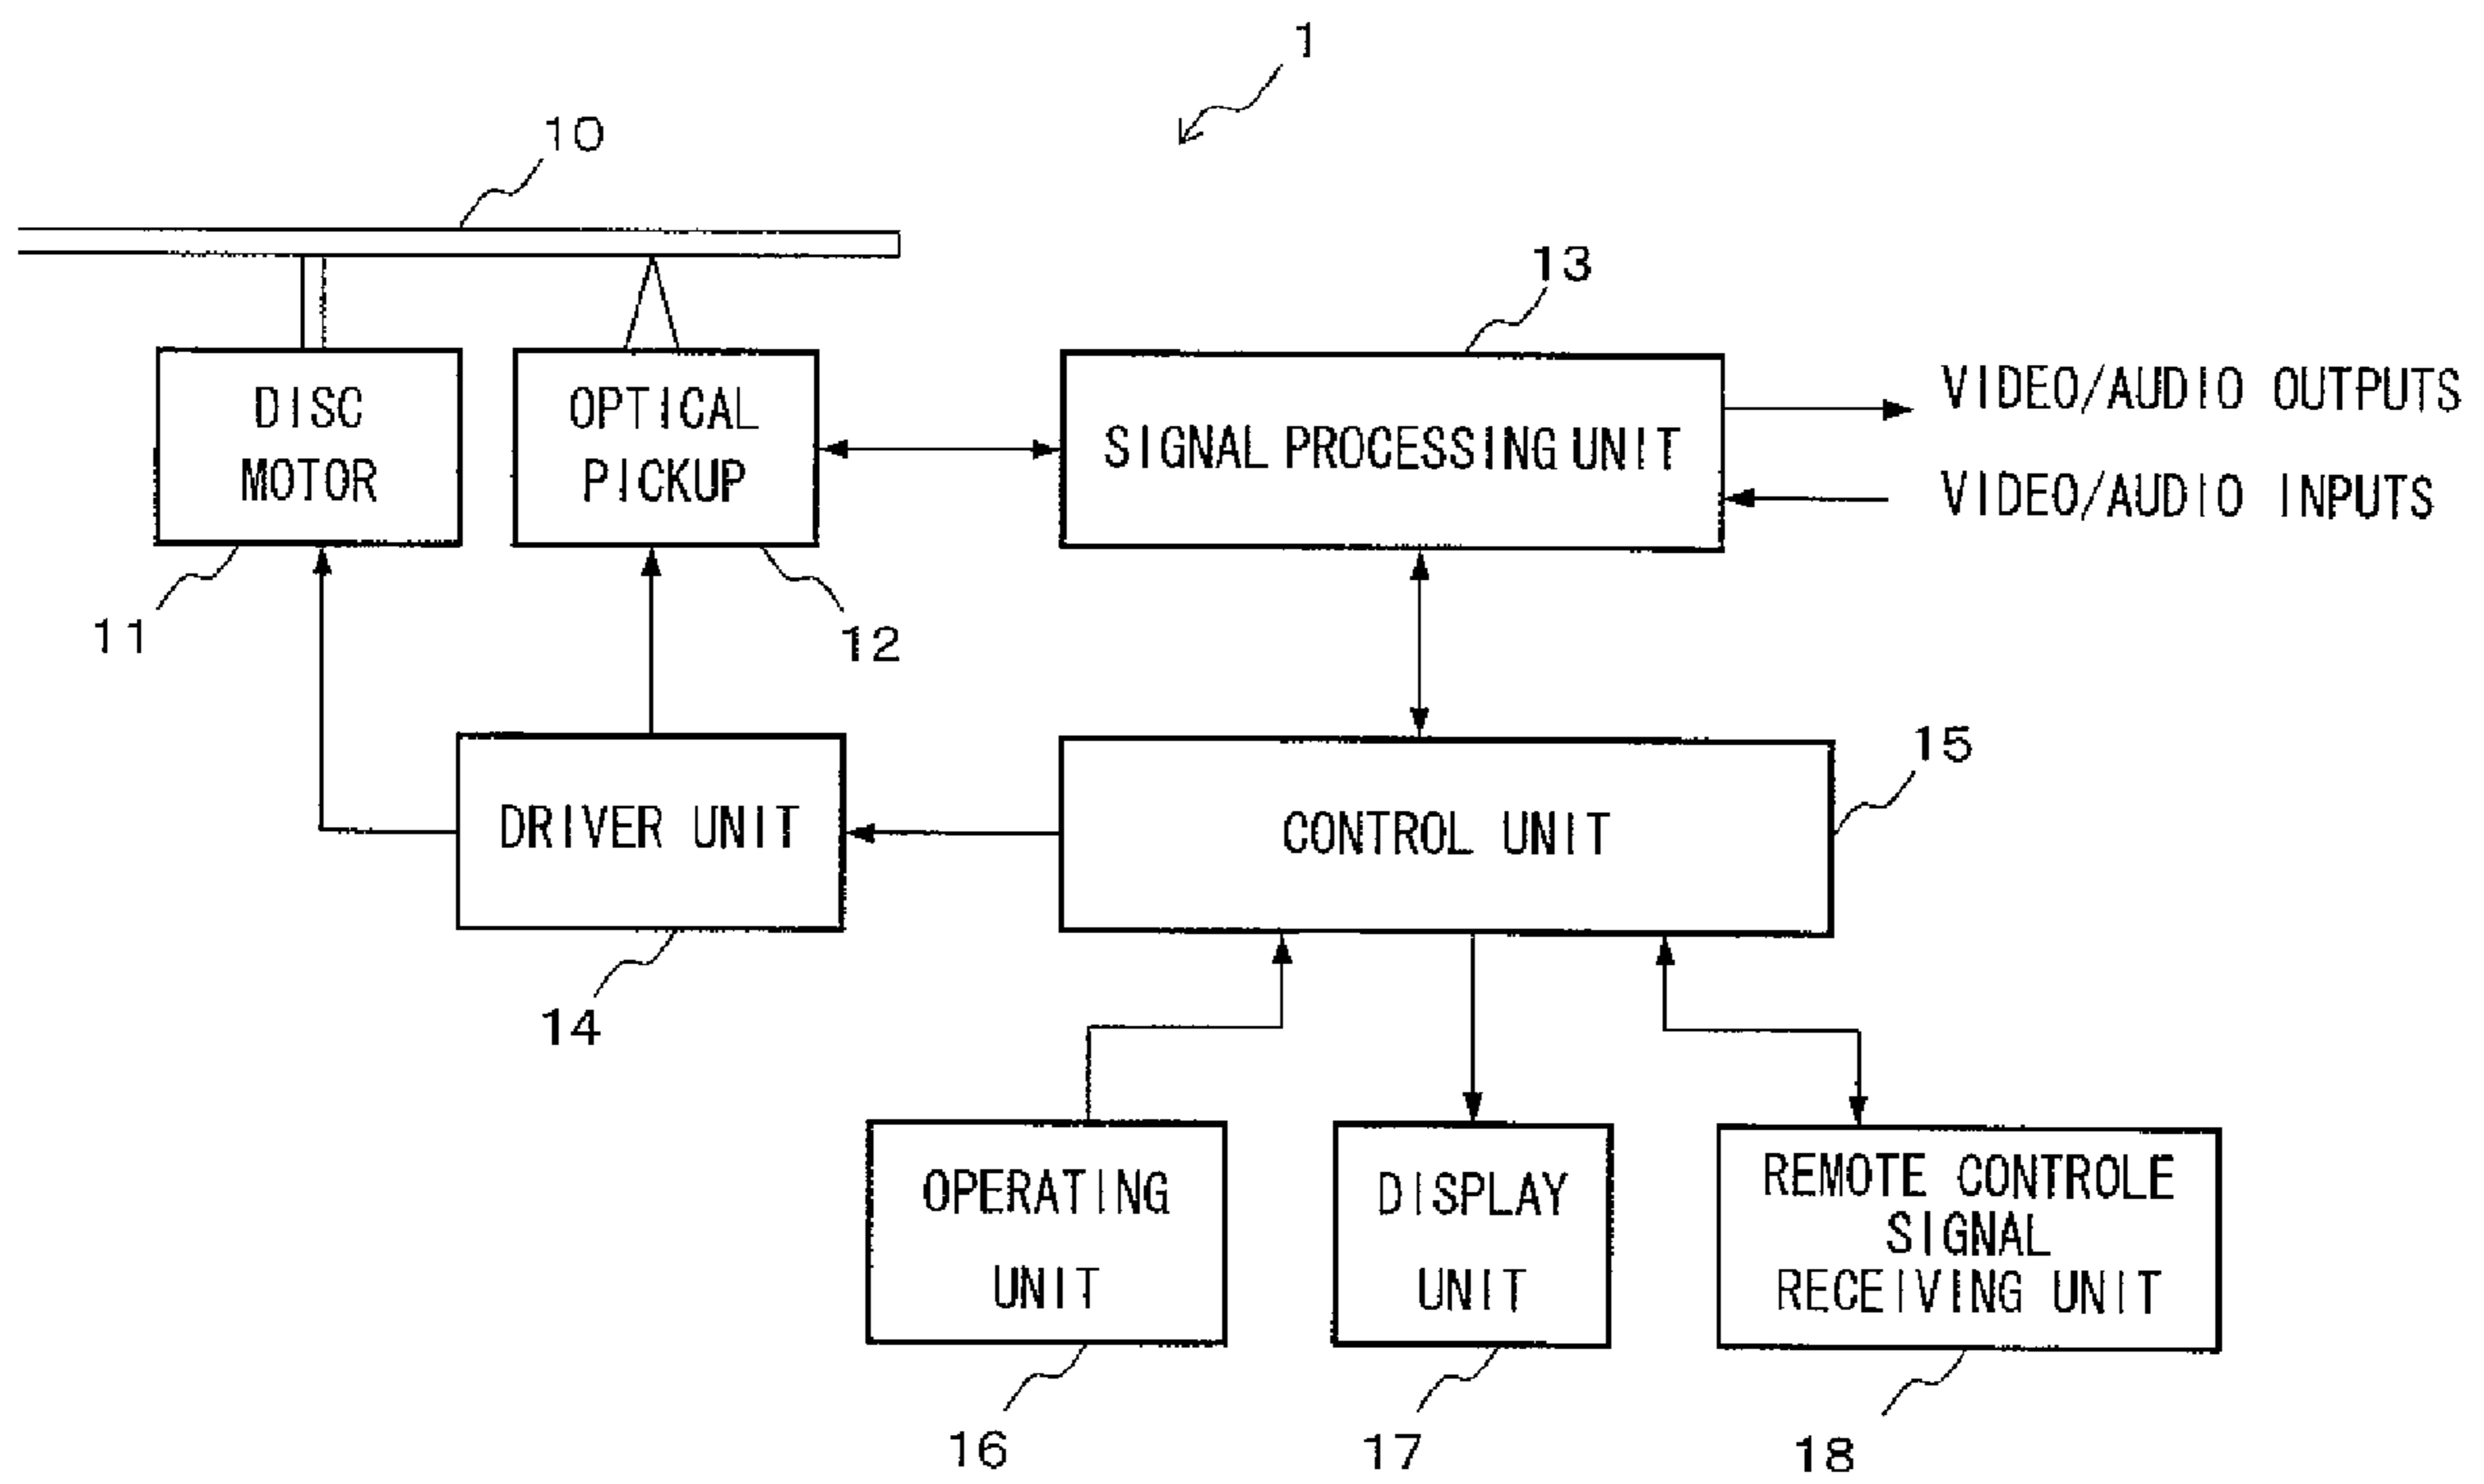 1
10
13
DISC
MOTOR
OPTICAL
PICKUP
SIGNAL PROCESSING UNIT
VIDEO/AUDIO OUTPUTS
VIDEO/AUDIO INPUTS
11
12
15
DRIVER UNIT
CONTROL UNIT
14
OPERATING
UNIT
DISPLAY
UNIT
REMOTE CONTROLE
SIGNAL
RECEIVING UNIT
16
17
18